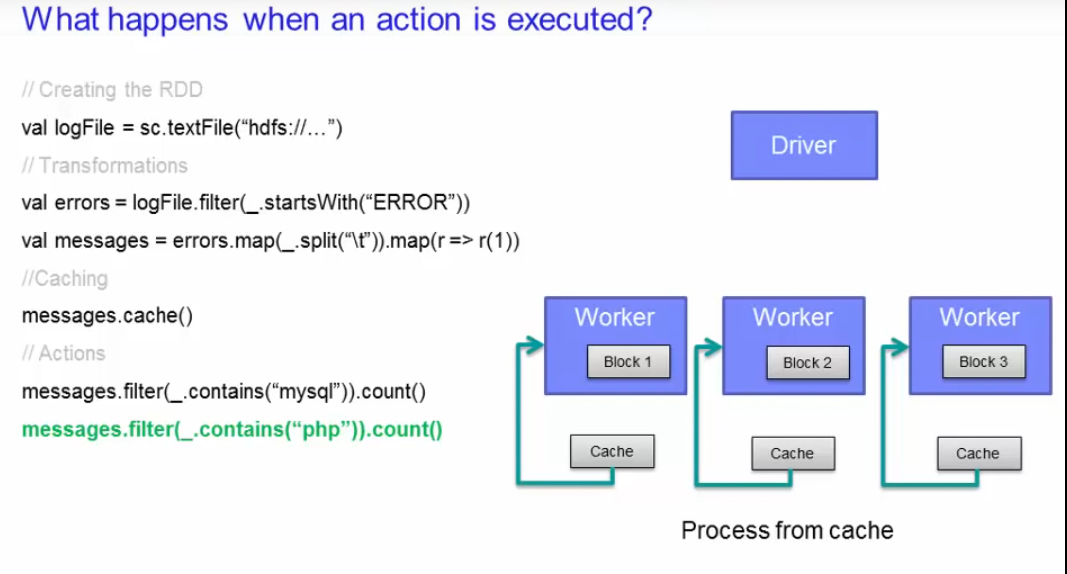 What happens when an action is executed?
// Creating the RDD
val logFile = sc.textFile(“hdfs://…”)
// Transformations
val errors = logFile.filter(_.startsWith(“ERROR”))
val messages = errors.map(_.split(“\t”)).map(r => r(1))
//Caching
messages.cache()
// Actions
messages.filter(_.contains(“mysql”)).count()
messages.filter(_.contains(“php”)).count()
Driver
Worker
Block 1
Cache
Worker
Block 2
Cache
Worker
Block 3
Cache
Process from cache